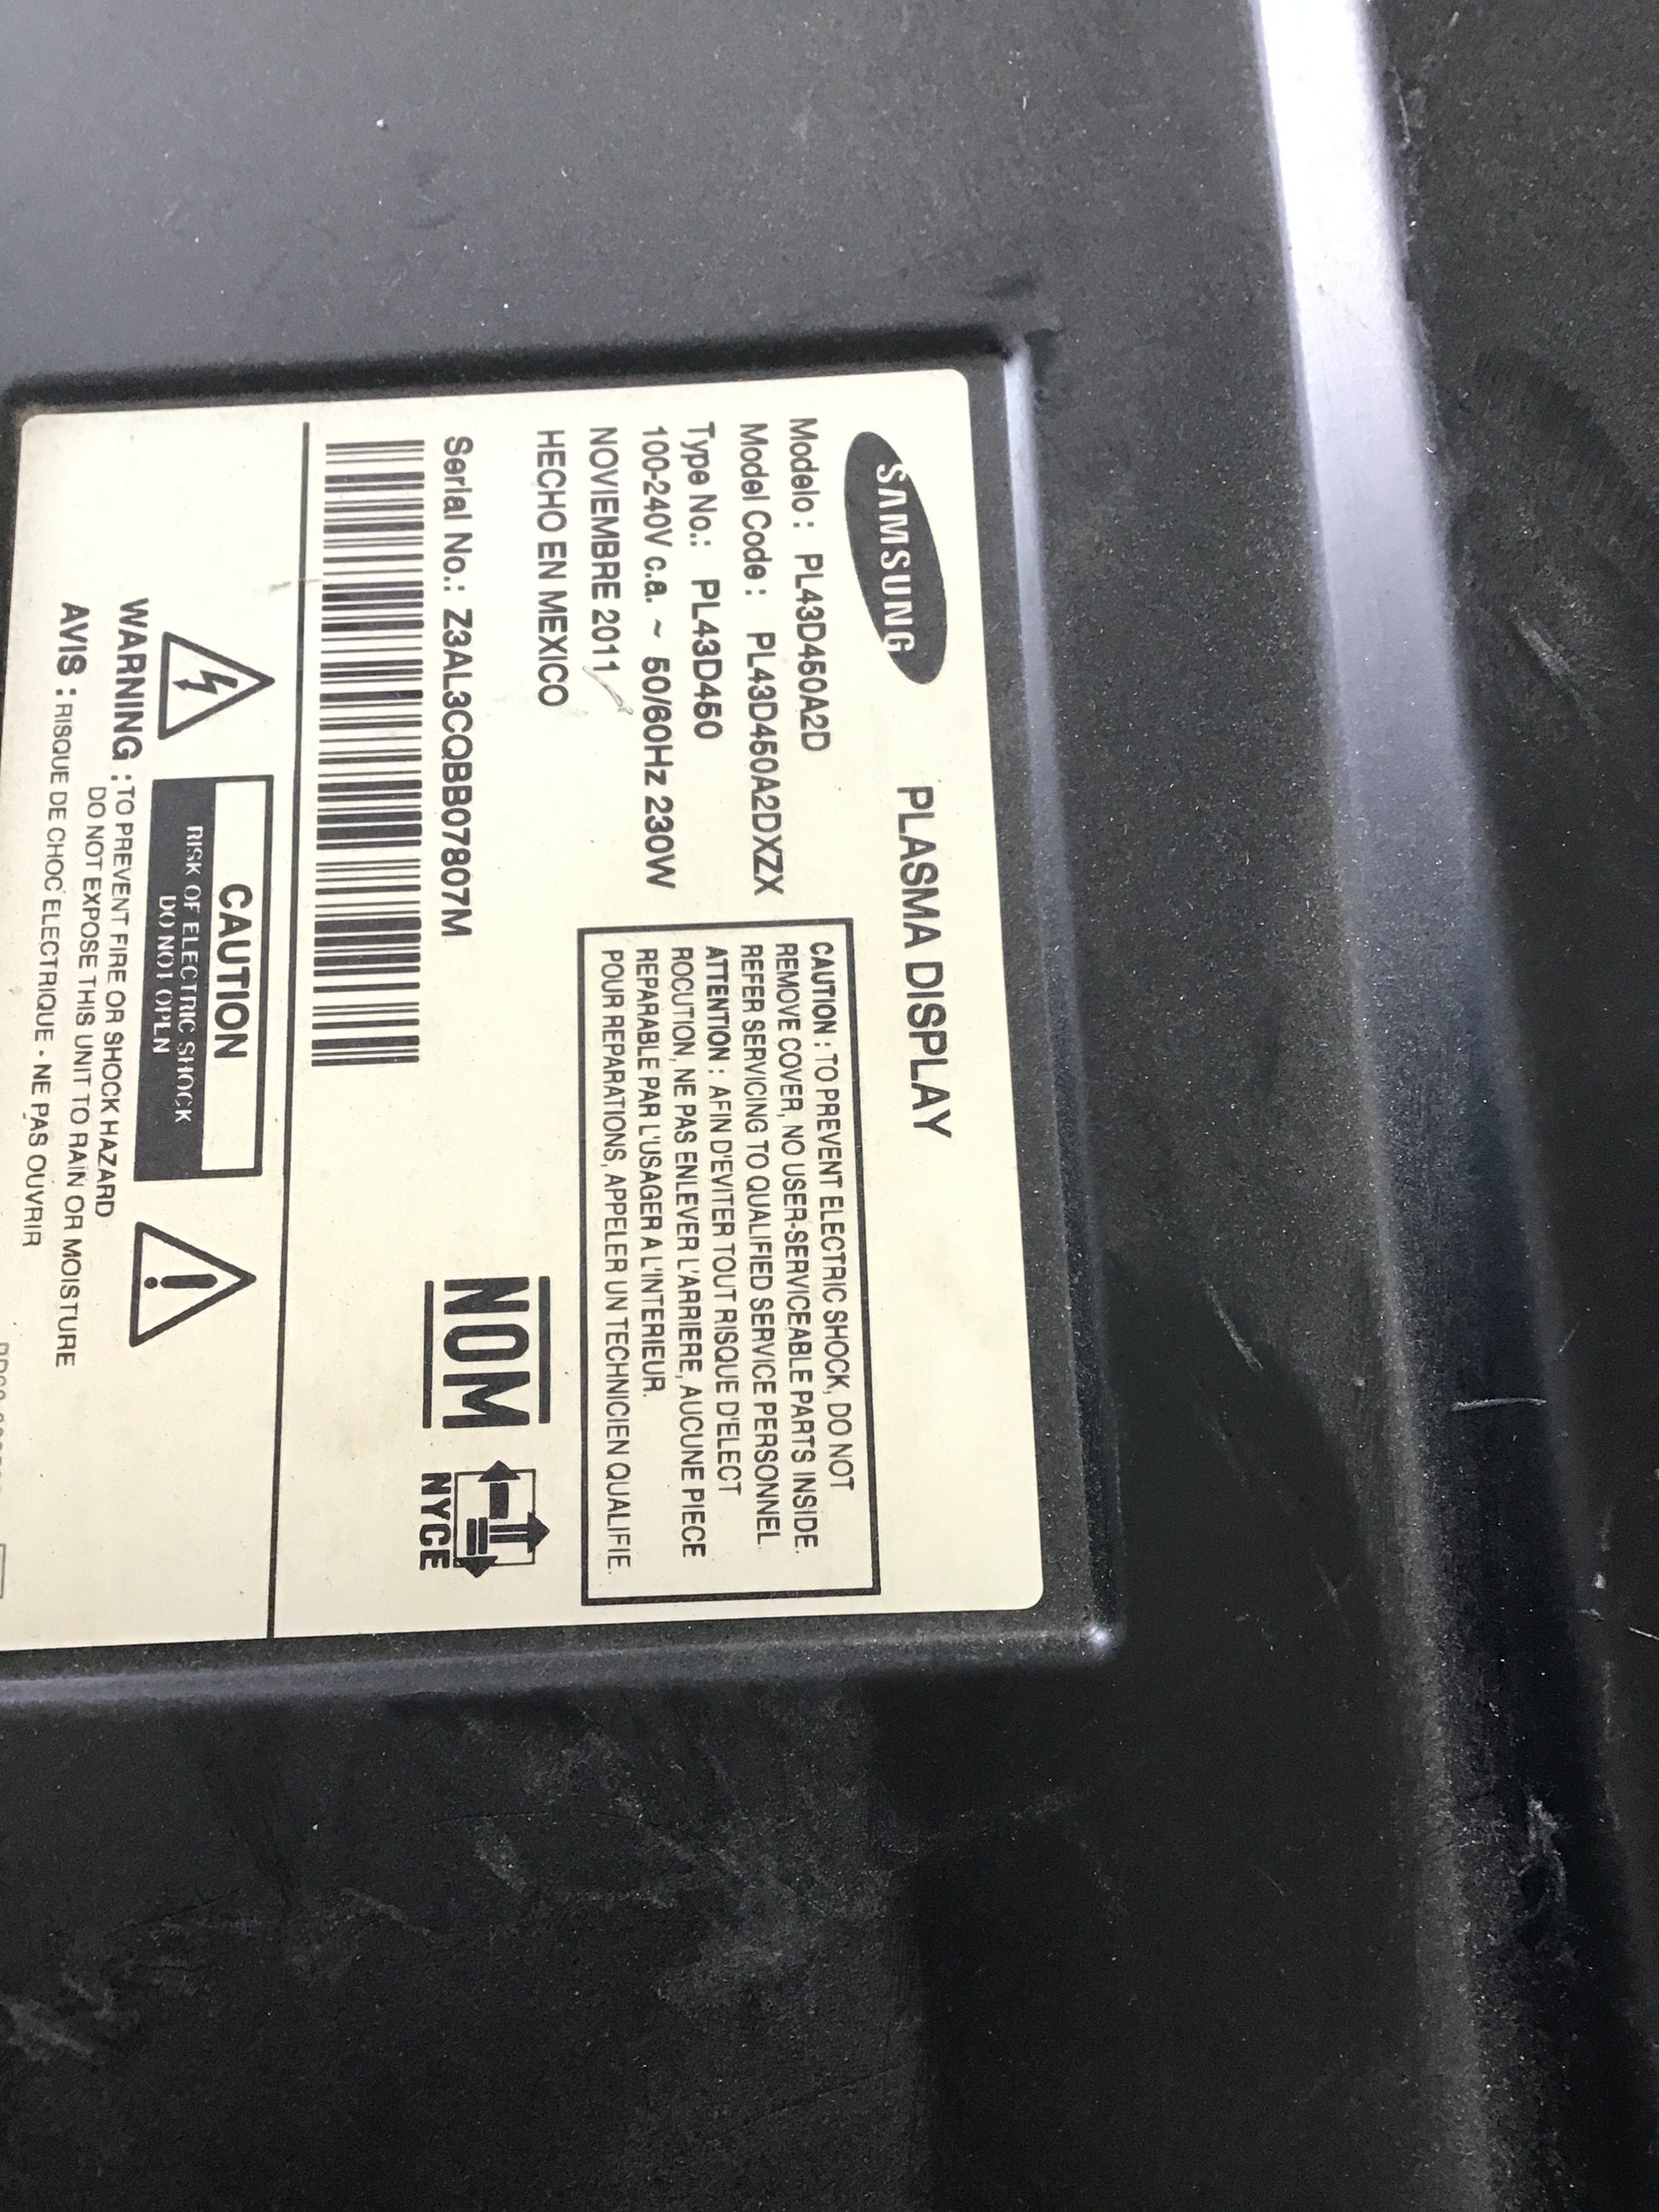 SAMSUNG
PLASMA DISPLAY
Modelo : PL43D450A2D
Model Code : PL43D450A2DXZX
Type No.: PL43D450
100-240V c.a. ~ 50/60Hz 230W
NOVIEMBRE 2011
HECHO EN MEXICO
CAUTION : TO PREVENT ELECTRIC SHOCK, DO NOT
REMOVE COVER, NO USER-SERVICEABLE PARTS INSIDE.
REFER SERVICING TO QUALIFIED SERVICE PERSONNEL.
ATTENTION : AFIN D'EVITER TOUT RISQUE D'ELECT
ROCUTION, NE PAS ENLEVER L'ARRIERE, AUCUNE PIECE
REPARABLE PAR L'USAGER A L'INTERIEUR.
POUR REPARATIONS, APPELER UN TECHNICIEN QUALIFIE.
Serial No.: Z3AL3CQBB07807M
NOM
NYCE
CAUTION
RISK OF ELECTRIC SHOCK
DO NOT OPEN
WARNING : TO PREVENT FIRE OR SHOCK HAZARD
DO NOT EXPOSE THIS UNIT TO RAIN OR MOISTURE
AVIS : RISQUE DE CHOC ELECTRIQUE - NE PAS OUVRIR